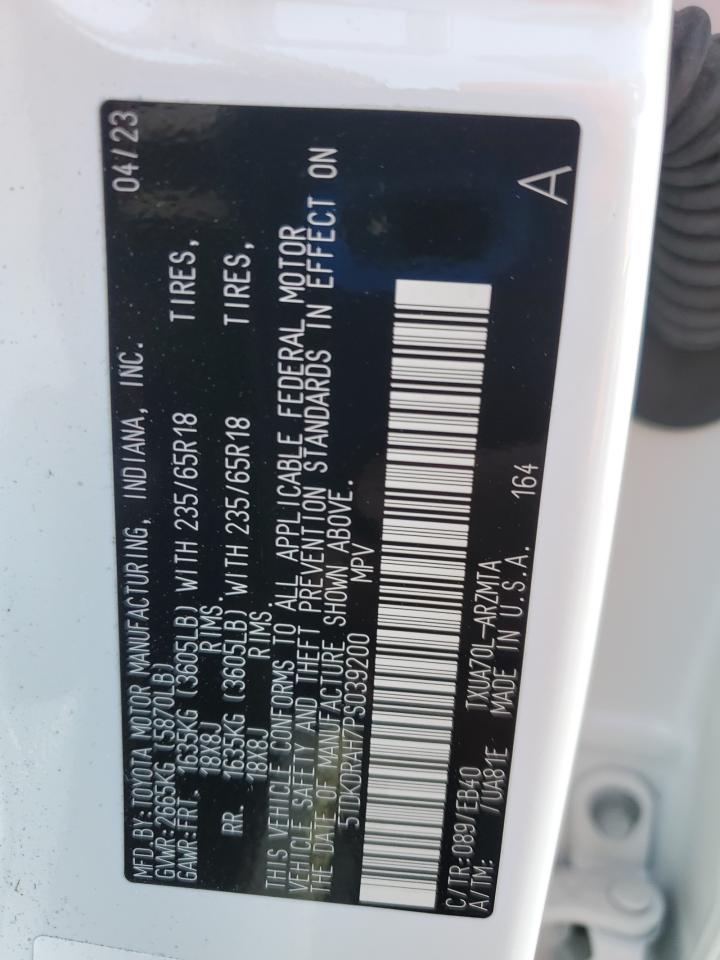 MFD.BY:TOYOTA MOTOR MANUFACTURING, INDIANA, INC. 04/23
GVWR:2665KG (5870LB)
GAWR:FRT. 1635KG (3605LB) WITH 235/65R18 TIRES,
18X8J RIMS.
RR. 1635KG (3605LB) WITH 235/65R18 TIRES,
18X8J RIMS.
THIS VEHICLE CONFORMS TO ALL APPLICABLE FEDERAL MOTOR
VEHICLE SAFETY AND THEFT PREVENTION STANDARDS IN EFFECT ON
THE DATE OF MANUFACTURE SHOWN ABOVE.
5TDKDRAH7PS039200 MPV
C/TR:089/EB40 TXUA70L-ARZMTA 164
A/TM: /UA81E MADE IN U.S.A. A